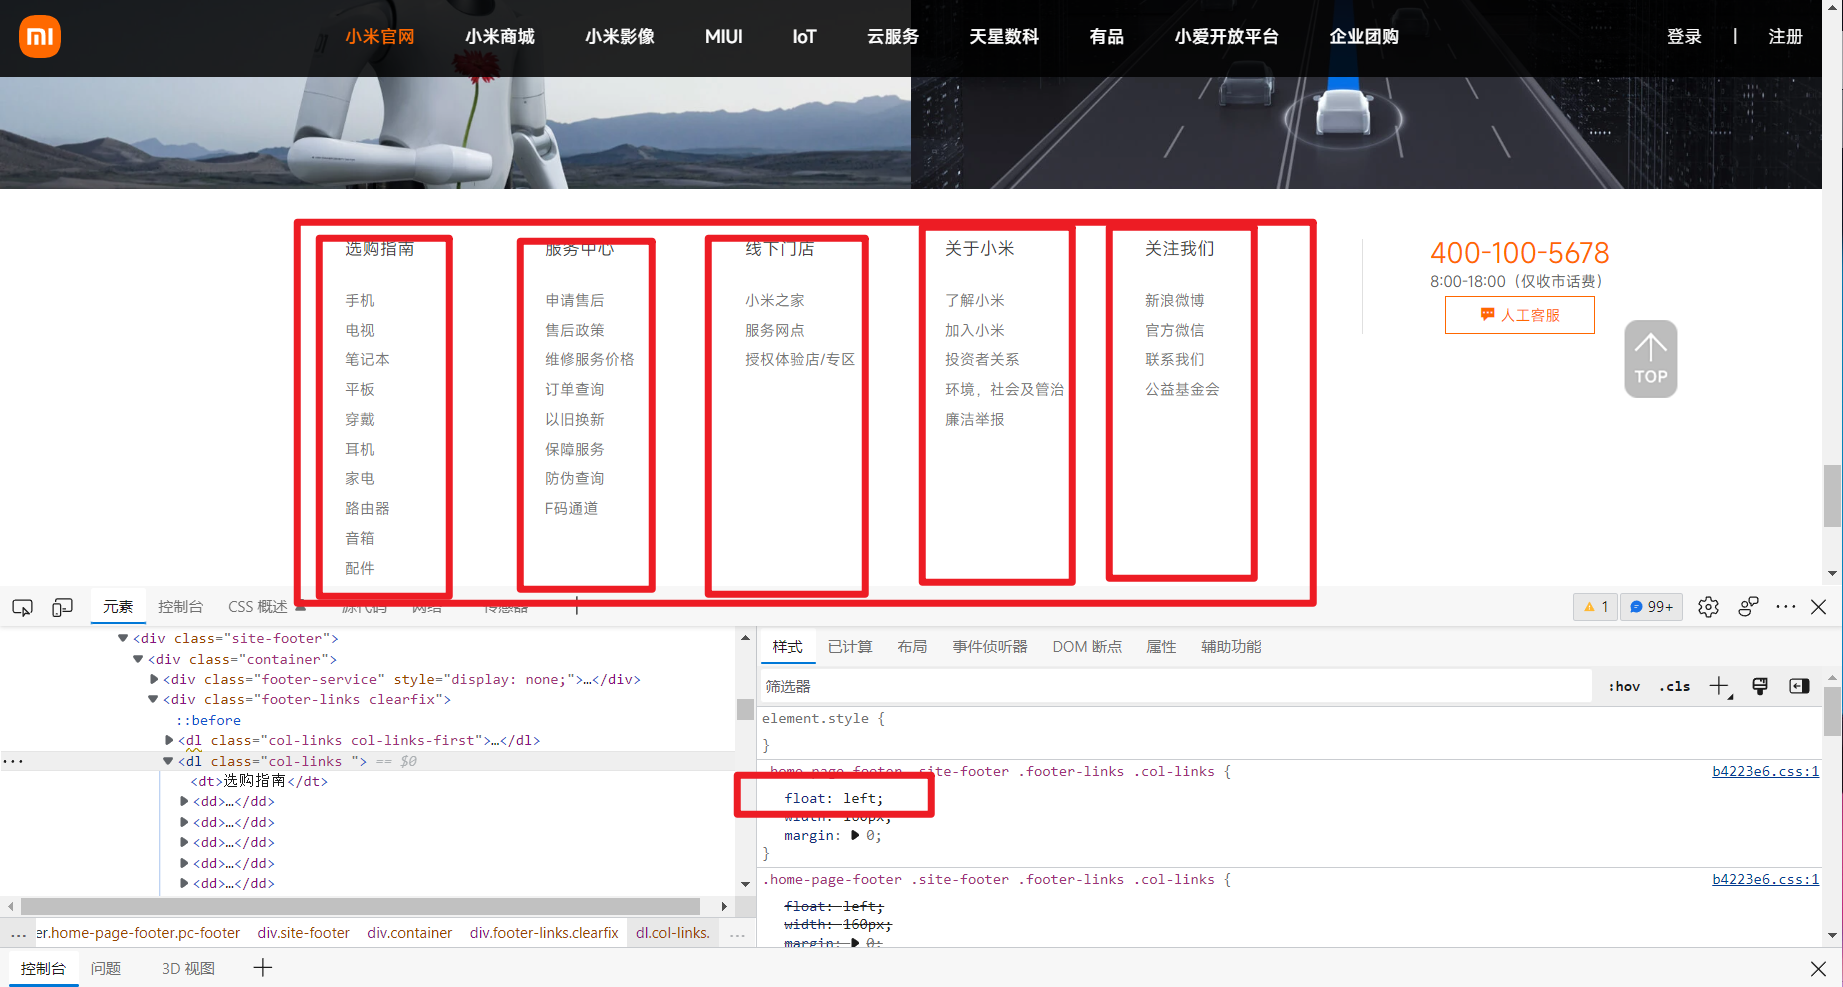 mi
小米官网 小米商城 小米影像 MIUI IoT 云服务 天星数科 有品 小爱开放平台 企业团购 登录 | 注册
选购指南 服务中心 线下门店 关于小米 关注我们
手机 申请售后 小米之家 了解小米 新浪微博
电视 售后政策 服务网点 加入小米 官方微信
笔记本 维修服务价格 授权体验店/专区 投资者关系 联系我们
平板 订单查询 环境，社会及管治 公益基金会
穿戴 以旧换新 廉洁举报
耳机 保障服务
家电 防伪查询
路由器 F码通道
音箱
配件
400-100-5678
8:00-18:00（仅收市话费）
人工客服
TOP
元素 控制台 CSS 概述 源代码 网络 传感器 1 99+
<div class="site-footer">
<div class="container">
<div class="footer-service" style="display: none;">…</div>
<div class="footer-links clearfix">
::before
<dl class="col-links col-links-first">…</dl>
<dl class="col-links "> == $0
<dt>选购指南</dt>
<dd>…</dd>
<dd>…</dd>
<dd>…</dd>
<dd>…</dd>
<dd>…</dd>
... er.home-page-footer.pc-footer div.site-footer div.container div.footer-links.clearfix dl.col-links. ...
样式 已计算 布局 事件侦听器 DOM 断点 属性 辅助功能
筛选器 :hov .cls
element.style {
}
.home-page-footer .site-footer .footer-links .col-links { b4223e6.css:1
float: left;
width: 160px;
margin: 0;
}
.home-page-footer .site-footer .footer-links .col-links { b4223e6.css:1
float: left;
width: 160px;
margin: 0;
控制台 问题 3D 视图